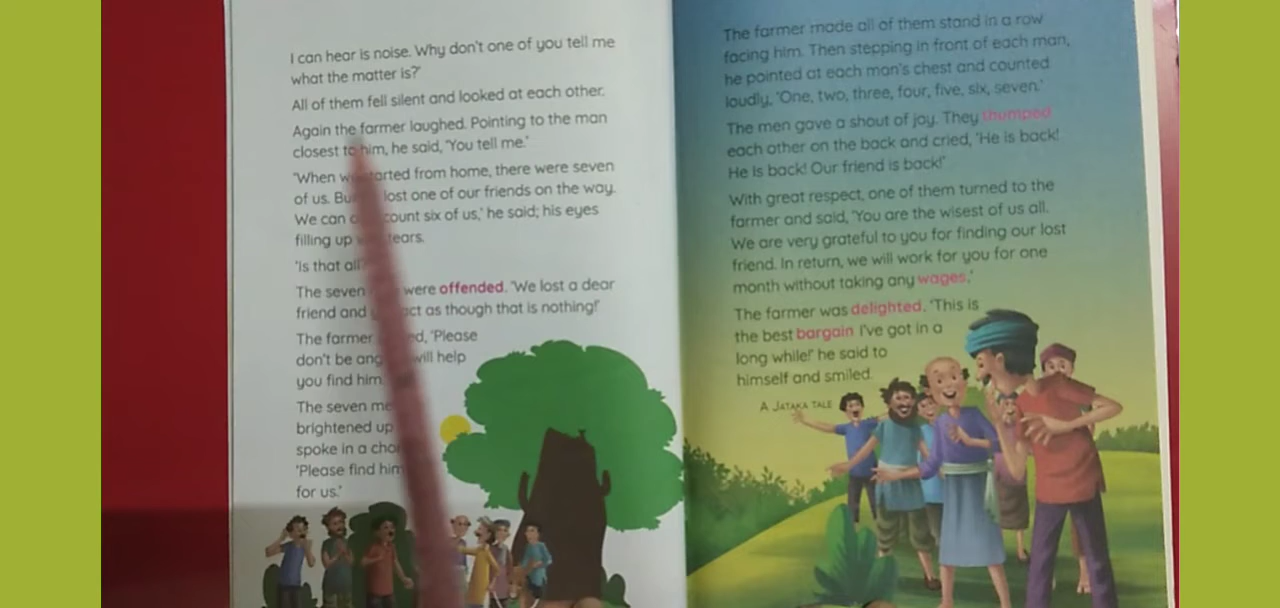 I can hear is noise. Why don't one of you tell me
what the matter is?'
All of them fell silent and looked at each other.
Again the farmer laughed. Pointing to the man
closest to him, he said, 'You tell me.'
'When started from home, there were seven
of us. lost one of our friends on the way.
We can count six of us,' he said; his eyes
filling up tears.
'Is that all
The seven were offended. 'We lost a dear
friend and act as though that is nothing!'
The farmer 'Please
don't be will help
you find him.
The seven
brightened up
spoke in a
'Please find him
for us.'
The farmer made all of them stand in a row
facing him. Then stepping in front of each man,
he pointed at each man's chest and counted
loudly, 'One, two, three, four, five, six, seven.'
The men gave a shout of joy. They thumped
each other on the back and cried, 'He is back!
He is back! Our friend is back!'
With great respect, one of them turned to the
farmer and said, 'You are the wisest of us all.
We are very grateful to you for finding our lost
friend. In return, we will work for you for one
month without taking any wages.'
The farmer was delighted. 'This is
the best bargain I've got in a
long while!' he said to
himself and smiled.
A JATAKA TALE